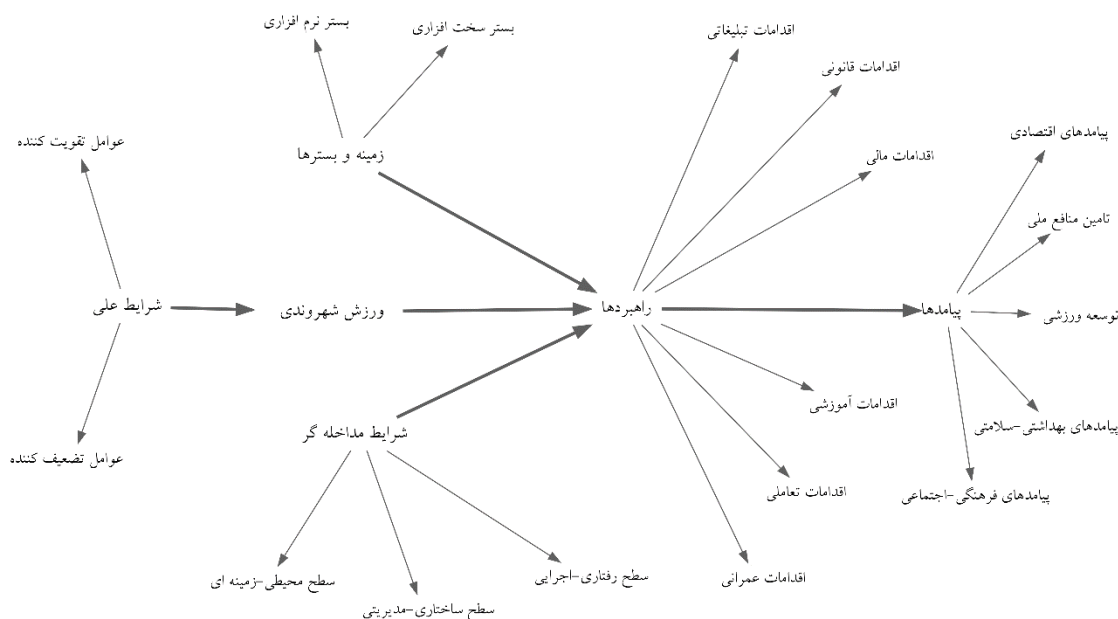 بستر نرم افزاری
بستر سخت افزاری
اقدامات تبلیغاتی
اقدامات قانونی
پیامدهای اقتصادی
عوامل تقویت کننده
زمینه و بسترها
اقدامات مالی
تامین منافع ملی
شرایط علی
ورزش شهروندی
راهبردها
پیامدها
توسعه ورزشی
اقدامات آموزشی
پیامدهای بهداشتی-سلامتی
شرایط مداخله گر
عوامل تضعیف کننده
اقدامات تعاملی
پیامدهای فرهنگی-اجتماعی
سطح محیطی-زمینه ای
سطح رفتاری-اجرایی
اقدامات عمرانی
سطح ساختاری-مدیریتی